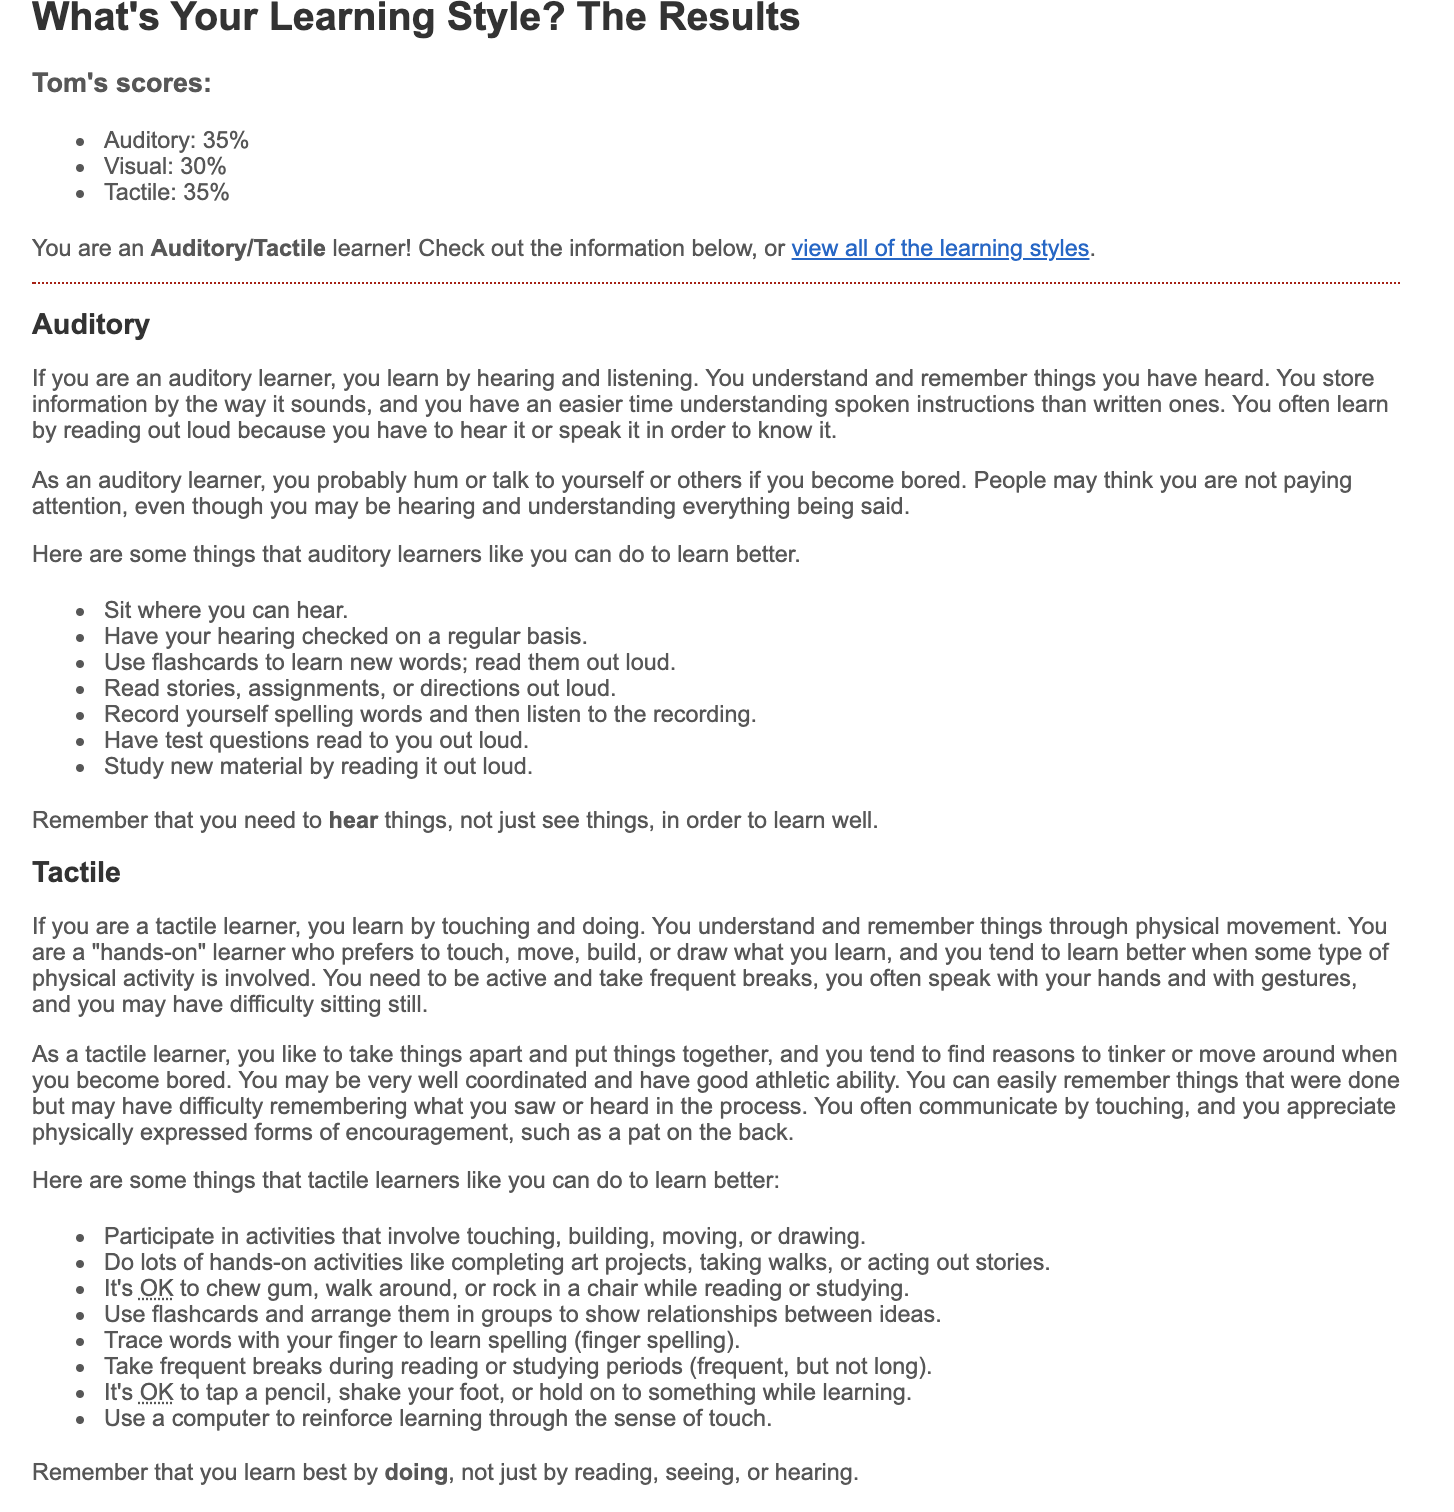 What's Your Learning Style? The Results
Tom's scores:
• Auditory: 35%
• Visual: 30%
• Tactile: 35%
You are an Auditory/Tactile learner! Check out the information below, or view all of the learning styles.
Auditory
If you are an auditory learner, you learn by hearing and listening. You understand and remember things you have heard. You store
information by the way it sounds, and you have an easier time understanding spoken instructions than written ones. You often learn
by reading out loud because you have to hear it or speak it in order to know it.
As an auditory learner, you probably hum or talk to yourself or others if you become bored. People may think you are not paying
attention, even though you may be hearing and understanding everything being said.
Here are some things that auditory learners like you can do to learn better.
• Sit where you can hear.
• Have your hearing checked on a regular basis.
• Use flashcards to learn new words; read them out loud.
• Read stories, assignments, or directions out loud.
• Record yourself spelling words and then listen to the recording.
• Have test questions read to you out loud.
• Study new material by reading it out loud.
Remember that you need to hear things, not just see things, in order to learn well.
Tactile
If you are a tactile learner, you learn by touching and doing. You understand and remember things through physical movement. You
are a "hands-on" learner who prefers to touch, move, build, or draw what you learn, and you tend to learn better when some type of
physical activity is involved. You need to be active and take frequent breaks, you often speak with your hands and with gestures,
and you may have difficulty sitting still.
As a tactile learner, you like to take things apart and put things together, and you tend to find reasons to tinker or move around when
you become bored. You may be very well coordinated and have good athletic ability. You can easily remember things that were done
but may have difficulty remembering what you saw or heard in the process. You often communicate by touching, and you appreciate
physically expressed forms of encouragement, such as a pat on the back.
Here are some things that tactile learners like you can do to learn better:
• Participate in activities that involve touching, building, moving, or drawing.
• Do lots of hands-on activities like completing art projects, taking walks, or acting out stories.
• It's OK to chew gum, walk around, or rock in a chair while reading or studying.
• Use flashcards and arrange them in groups to show relationships between ideas.
• Trace words with your finger to learn spelling (finger spelling).
• Take frequent breaks during reading or studying periods (frequent, but not long).
• It's OK to tap a pencil, shake your foot, or hold on to something while learning.
• Use a computer to reinforce learning through the sense of touch.
Remember that you learn best by doing, not just by reading, seeing, or hearing.